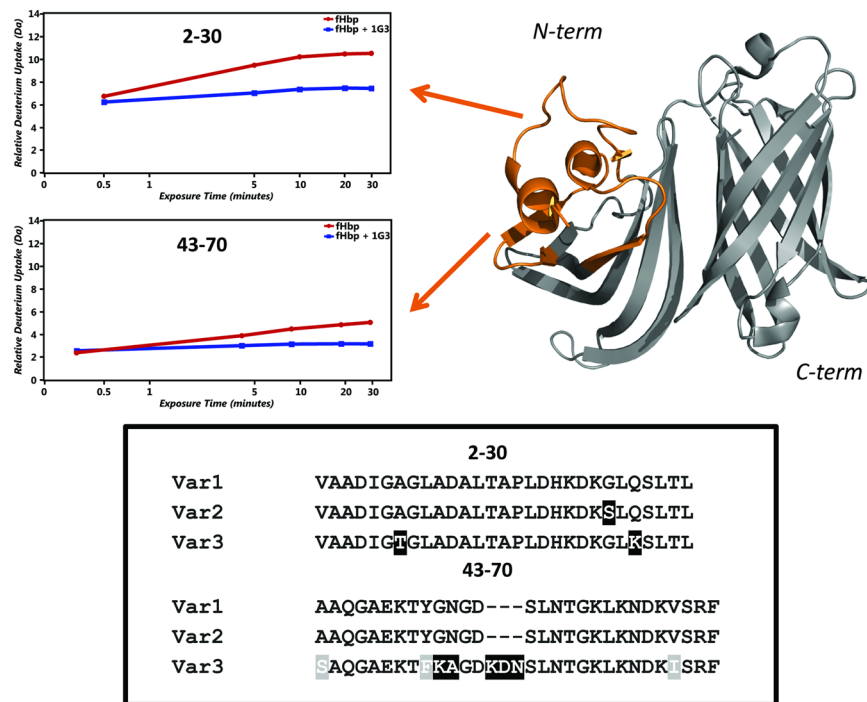 2-30
fHbp
fHbp + 1G3
Relative Deuterium Uptake (Da)
14
12
10
8
6
4
2
0
0 0.5 1 5 10 20 30
Exposure Time (minutes)
43-70
fHbp
fHbp + 1G3
Relative Deuterium Uptake (Da)
14
12
10
8
6
4
2
0
0 0.5 1 5 10 20 30
Exposure Time (minutes)
N-term
C-term
2-30
Var1 VAADIGAGLADALTAPLDHKDKGLQSLTL
Var2 VAADIGAGLADALTAPLDHKDKSLQSLTL
Var3 VAADIGTGLADALTAPLDHKDKGLKSLTL
43-70
Var1 AAQGAEKTYGNGD---SLNTGKLKNDKVSRF
Var2 AAQGAEKTYGNGD---SLNTGKLKNDKVSRF
Var3 SAQGAEKTFKAGDKDNSLNTGKLKNDKISRF